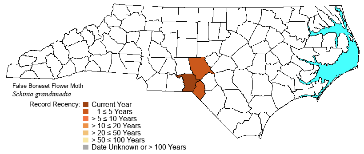 False Boneset Flower Moth
Schinia grandimedia
Record Recency:
Current Year
1 ≤ 5 Years
> 5 ≤ 10 Years
> 10 ≤ 20 Years
> 20 ≤ 50 Years
> 50 ≤ 100 Years
Date Unknown or > 100 Years